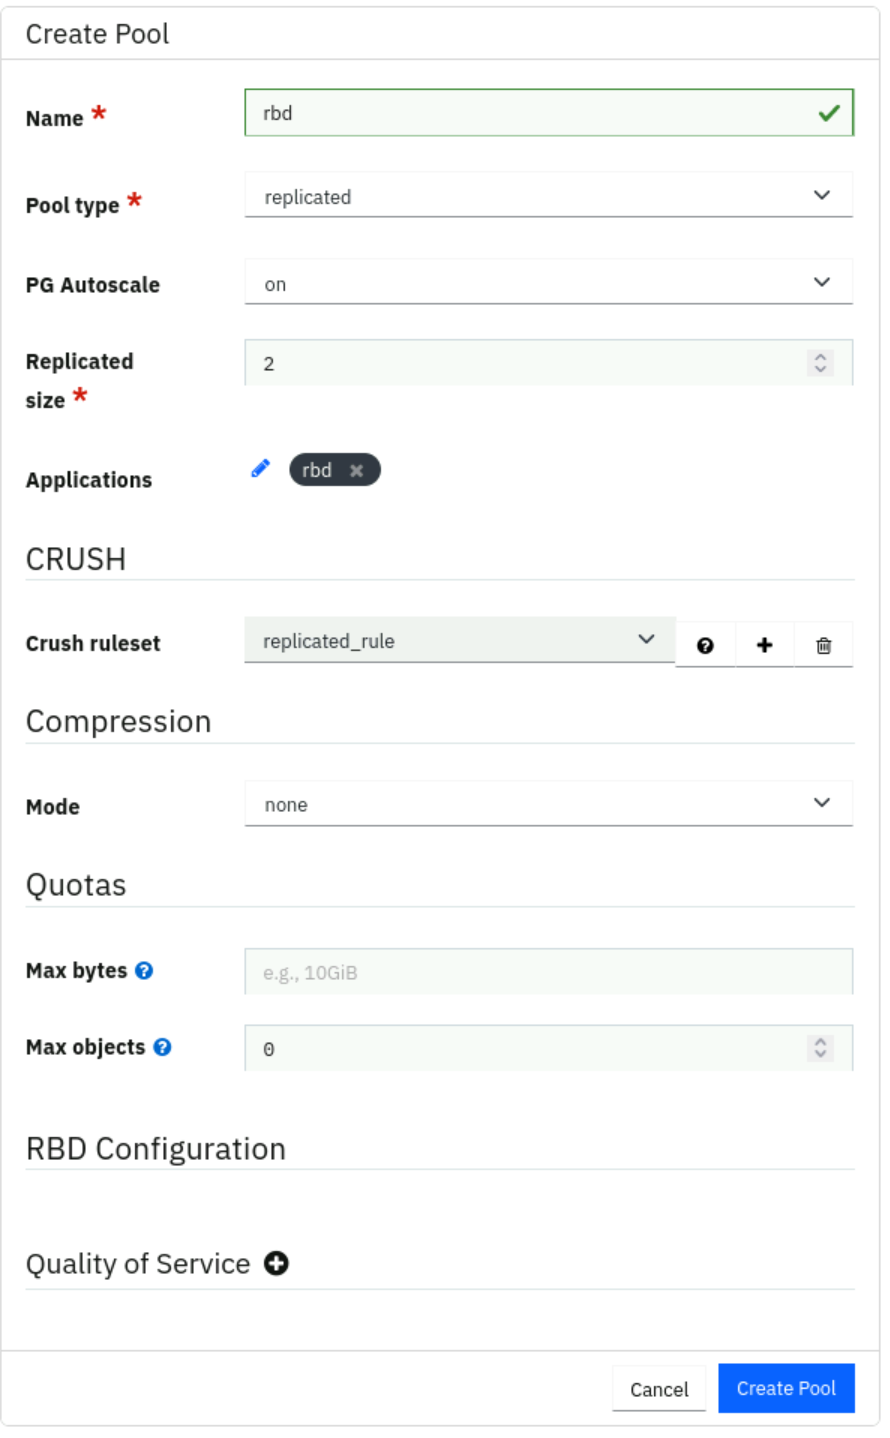 Create Pool
Name *
rbd
Pool type *
replicated
PG Autoscale
on
Replicated
size *
2
Applications
rbd
CRUSH
Crush ruleset
replicated_rule
Compression
Mode
none
Quotas
Max bytes
e.g., 10GiB
Max objects
0
RBD Configuration
Quality of Service
Cancel
Create Pool